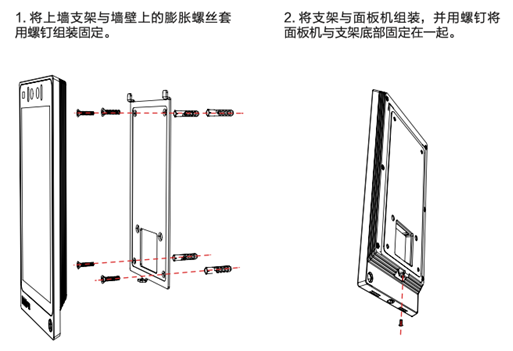 1. 将上墙支架与墙壁上的膨胀螺丝套
用螺钉组装固定。
2. 将支架与面板机组装，并用螺钉将
面板机与支架底部固定在一起。